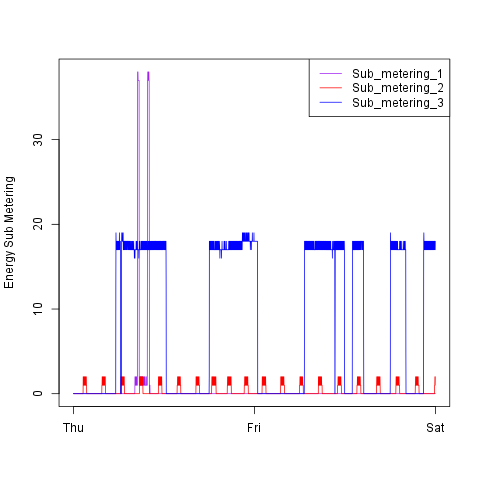 Sub_metering_1
Sub_metering_2
Sub_metering_3
Energy Sub Metering
30
20
10
0
Thu
Fri
Sat